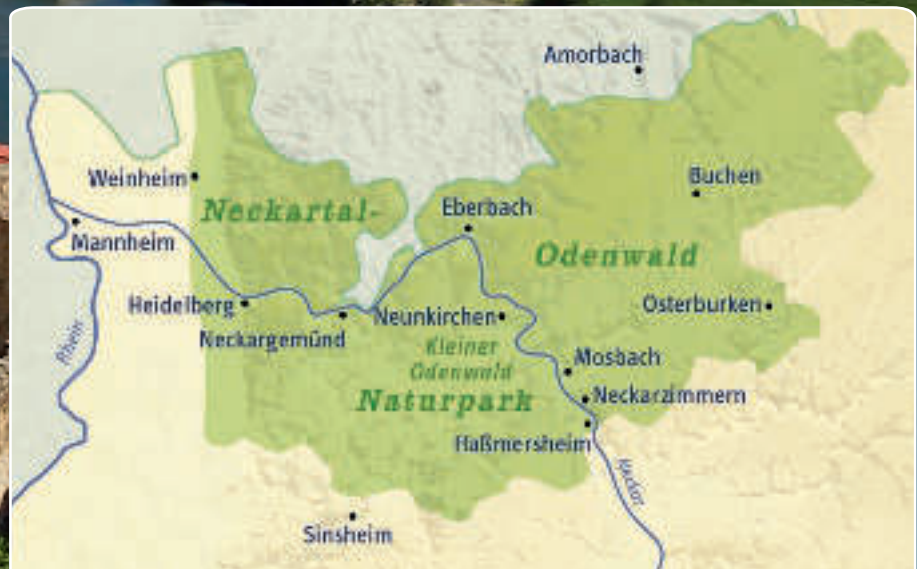 Amorbach
Weinheim
Buchen
Neckartal-
Eberbach
Mannheim
Odenwald
Heidelberg
Osterburken
Neckargemünd
Neunkirchen
Rhein
Kleiner
Odenwald
Mosbach
Naturpark
Neckarzimmern
Haßmersheim
Neckar
Sinsheim